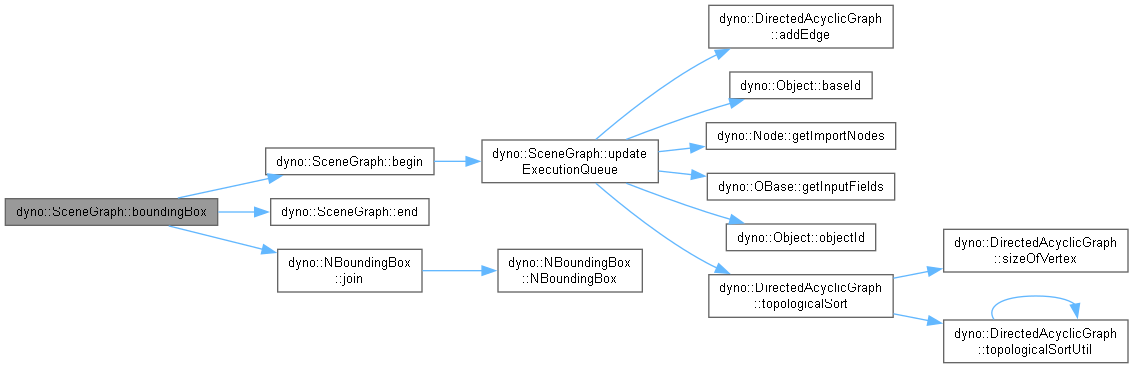 dyno::SceneGraph::boundingBox
dyno::SceneGraph::begin
dyno::SceneGraph::end
dyno::NBoundingBox
::join
dyno::SceneGraph::update
ExecutionQueue
dyno::NBoundingBox
::NBoundingBox
dyno::DirectedAcyclicGraph
::addEdge
dyno::Object::baseId
dyno::Node::getImportNodes
dyno::OBase::getInputFields
dyno::Object::objectId
dyno::DirectedAcyclicGraph
::topologicalSort
dyno::DirectedAcyclicGraph
::sizeOfVertex
dyno::DirectedAcyclicGraph
::topologicalSortUtil